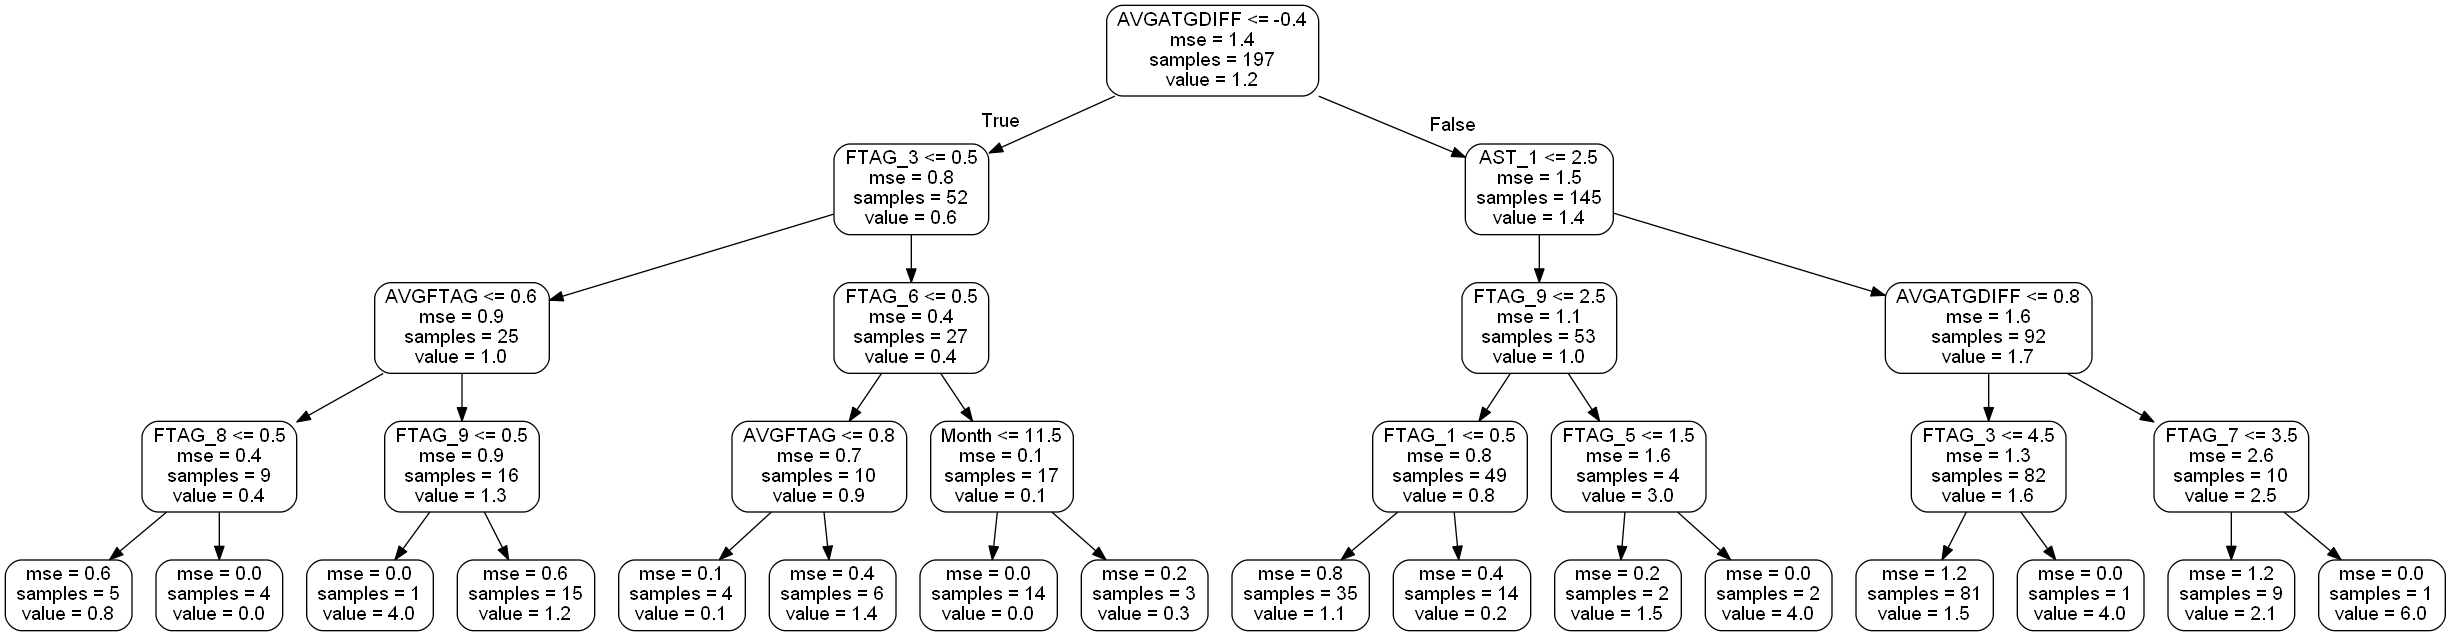 AVGATGDIFF <= -0.4
mse = 1.4
samples = 197
value = 1.2
True
False
FTAG_3 <= 0.5
mse = 0.8
samples = 52
value = 0.6
AST_1 <= 2.5
mse = 1.5
samples = 145
value = 1.4
AVGFTAG <= 0.6
mse = 0.9
samples = 25
value = 1.0
FTAG_6 <= 0.5
mse = 0.4
samples = 27
value = 0.4
FTAG_9 <= 2.5
mse = 1.1
samples = 53
value = 1.0
AVGATGDIFF <= 0.8
mse = 1.6
samples = 92
value = 1.7
FTAG_8 <= 0.5
mse = 0.4
samples = 9
value = 0.4
FTAG_9 <= 0.5
mse = 0.9
samples = 16
value = 1.3
AVGFTAG <= 0.8
mse = 0.7
samples = 10
value = 0.9
Month <= 11.5
mse = 0.1
samples = 17
value = 0.1
FTAG_1 <= 0.5
mse = 0.8
samples = 49
value = 0.8
FTAG_5 <= 1.5
mse = 1.6
samples = 4
value = 3.0
FTAG_3 <= 4.5
mse = 1.3
samples = 82
value = 1.6
FTAG_7 <= 3.5
mse = 2.6
samples = 10
value = 2.5
mse = 0.6
samples = 5
value = 0.8
mse = 0.0
samples = 4
value = 0.0
mse = 0.0
samples = 1
value = 4.0
mse = 0.6
samples = 15
value = 1.2
mse = 0.1
samples = 4
value = 0.1
mse = 0.4
samples = 6
value = 1.4
mse = 0.0
samples = 14
value = 0.0
mse = 0.2
samples = 3
value = 0.3
mse = 0.8
samples = 35
value = 1.1
mse = 0.4
samples = 14
value = 0.2
mse = 0.2
samples = 2
value = 1.5
mse = 0.0
samples = 2
value = 4.0
mse = 1.2
samples = 81
value = 1.5
mse = 0.0
samples = 1
value = 4.0
mse = 1.2
samples = 9
value = 2.1
mse = 0.0
samples = 1
value = 6.0